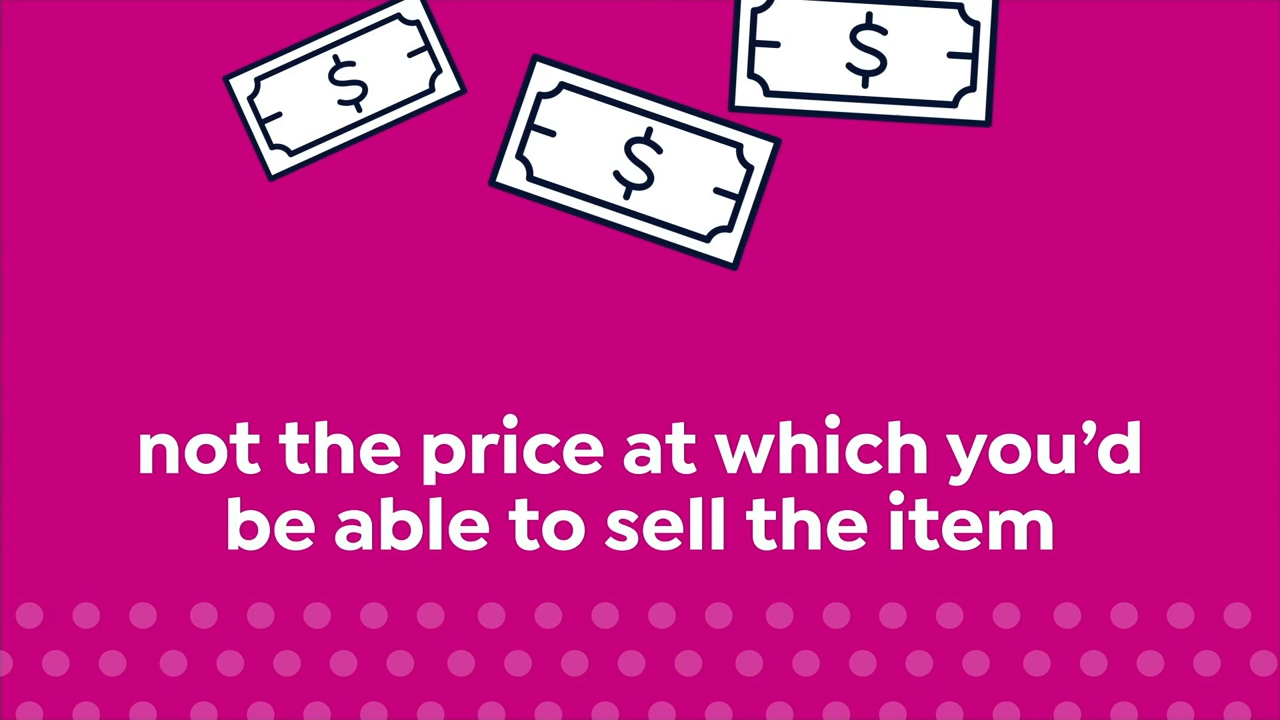 $
$
$
not the price at which you’d
be able to sell the item